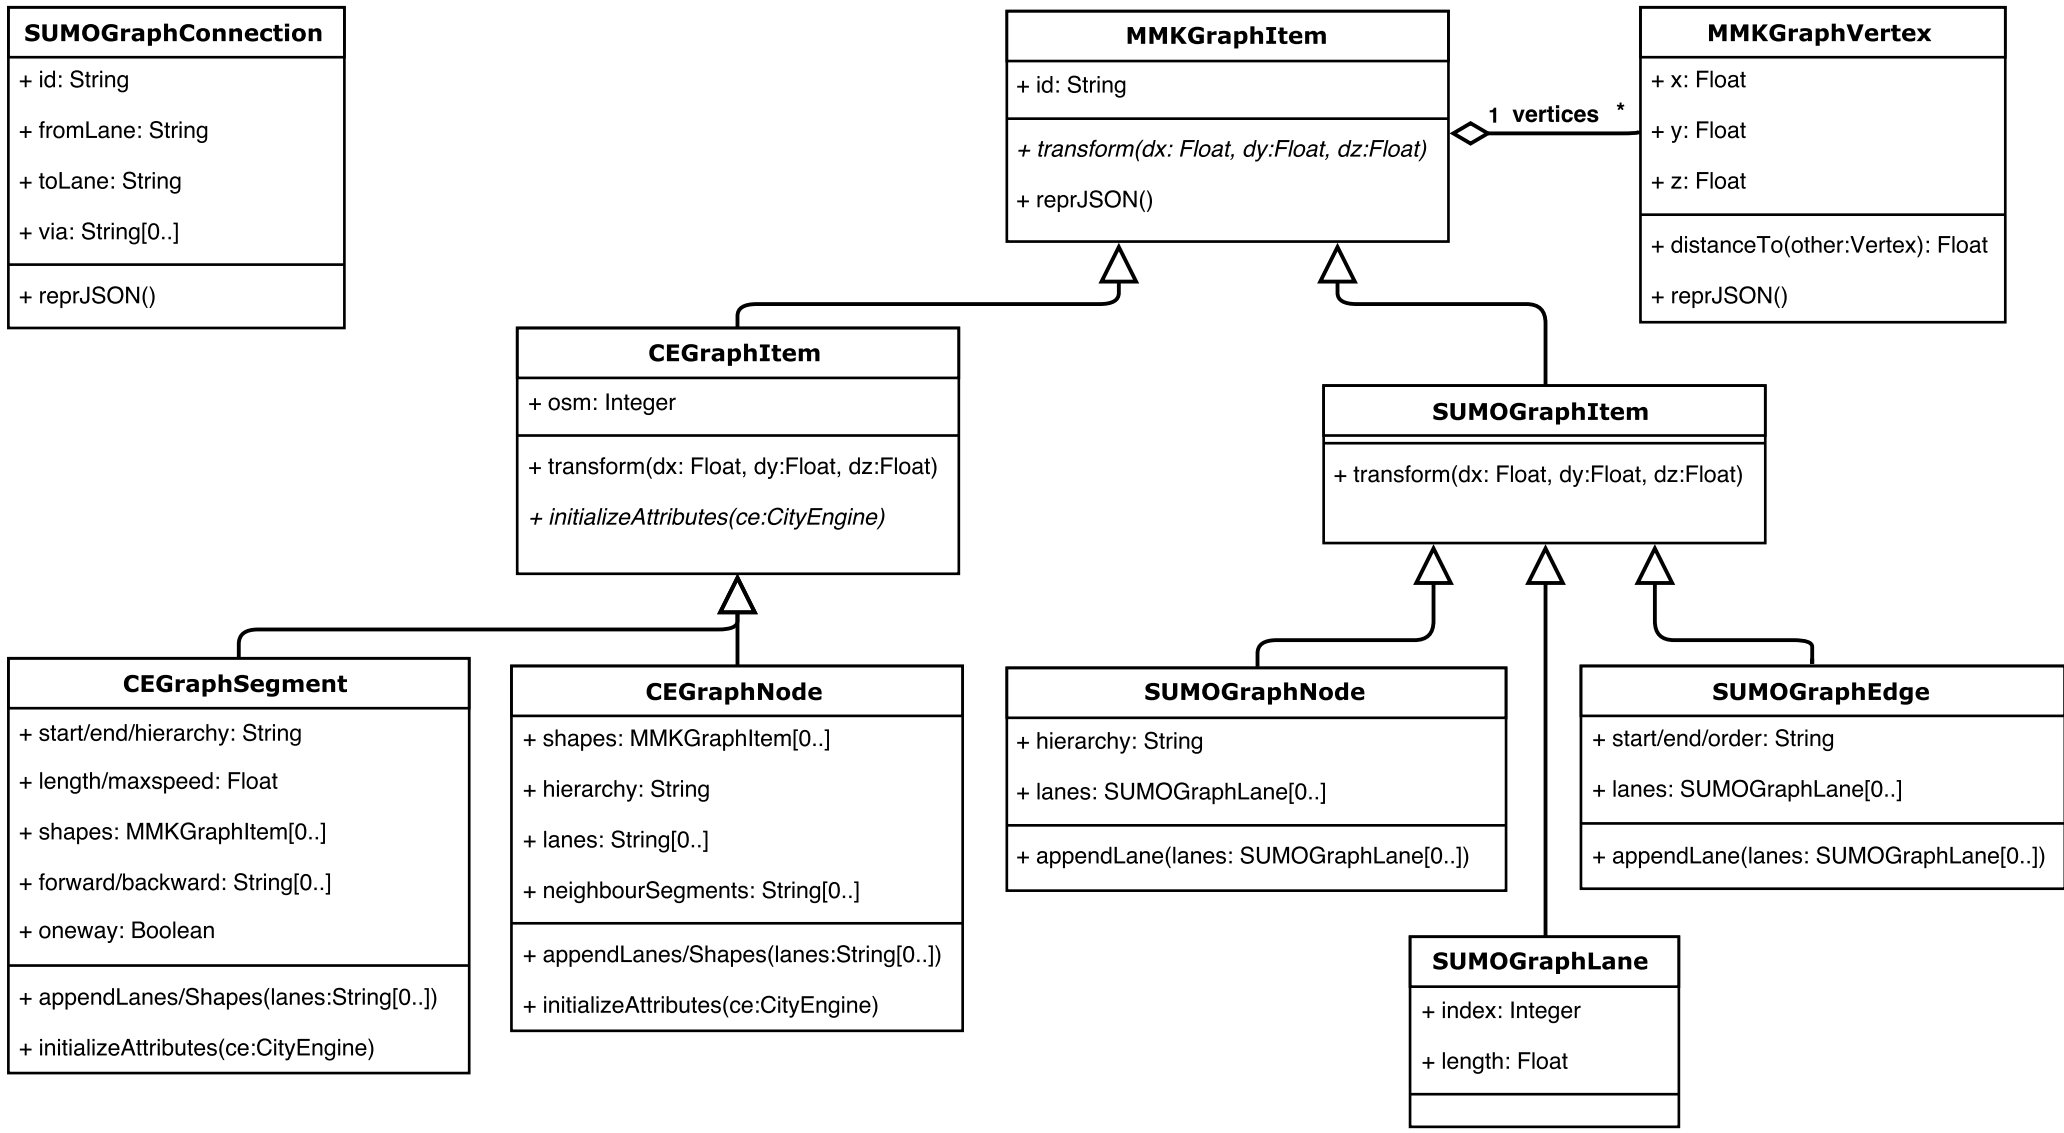 SUMOGraphConnection
+ id: String
+ fromLane: String
+ toLane: String
+ via: String[0..]
+ reprJSON()
MMKGraphItem
+ id: String
+ transform(dx: Float, dy:Float, dz:Float)
+ reprJSON()
1 vertices *
MMKGraphVertex
+ x: Float
+ y: Float
+ z: Float
+ distanceTo(other:Vertex): Float
+ reprJSON()
CEGraphItem
+ osm: Integer
+ transform(dx: Float, dy:Float, dz:Float)
+ initializeAttributes(ce:CityEngine)
SUMOGraphItem
+ transform(dx: Float, dy:Float, dz:Float)
CEGraphSegment
+ start/end/hierarchy: String
+ length/maxspeed: Float
+ shapes: MMKGraphItem[0..]
+ forward/backward: String[0..]
+ oneway: Boolean
+ appendLanes/Shapes(lanes:String[0..])
+ initializeAttributes(ce:CityEngine)
CEGraphNode
+ shapes: MMKGraphItem[0..]
+ hierarchy: String
+ lanes: String[0..]
+ neighbourSegments: String[0..]
+ appendLanes/Shapes(lanes:String[0..])
+ initializeAttributes(ce:CityEngine)
SUMOGraphNode
+ hierarchy: String
+ lanes: SUMOGraphLane[0..]
+ appendLane(lanes: SUMOGraphLane[0..])
SUMOGraphEdge
+ start/end/order: String
+ lanes: SUMOGraphLane[0..]
+ appendLane(lanes: SUMOGraphLane[0..])
SUMOGraphLane
+ index: Integer
+ length: Float